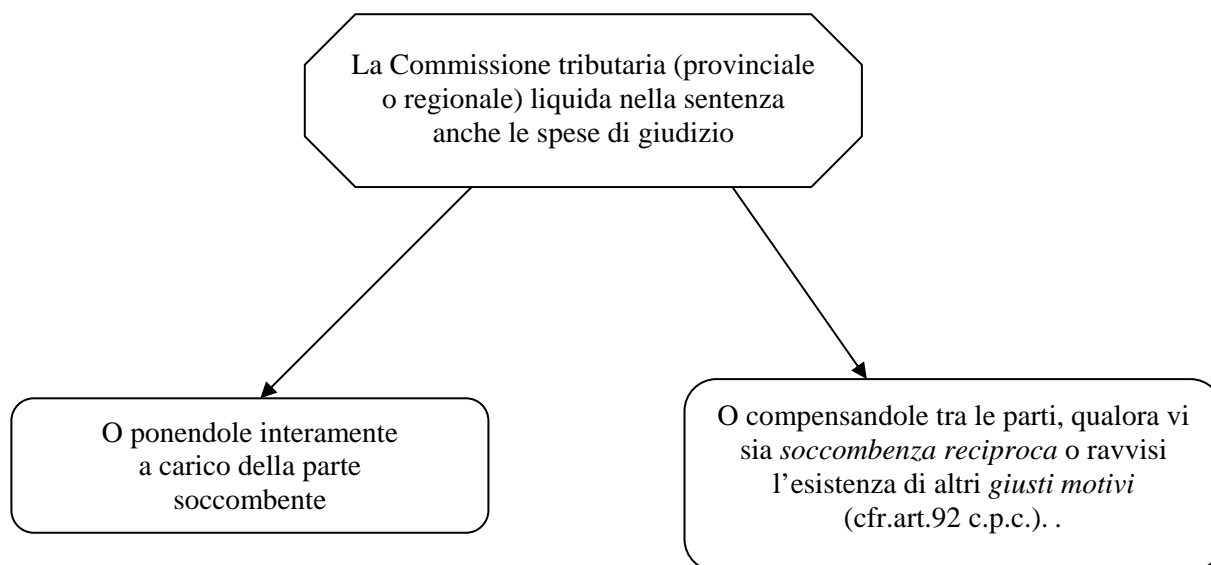 La Commissione tributaria (provinciale
o regionale) liquida nella sentenza
anche le spese di giudizio
O ponendole interamente
a carico della parte
soccombente
O compensandole tra le parti, qualora vi
sia soccombenza reciproca o ravvisi
l’esistenza di altri giusti motivi
(cfr.art.92 c.p.c.). .